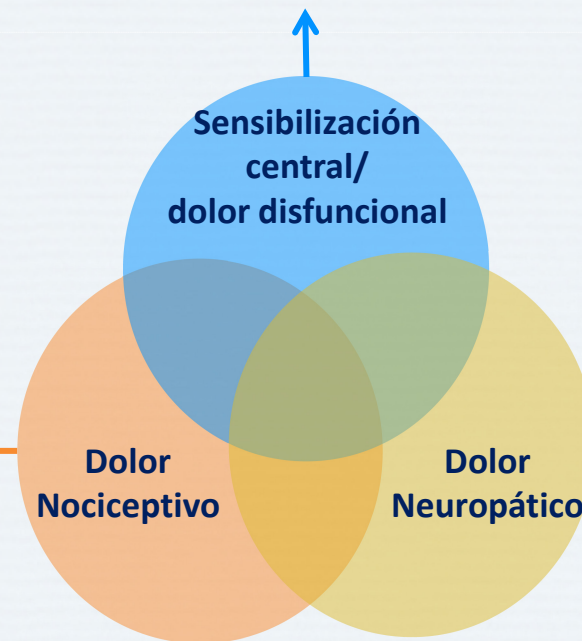 Sensibilización
central/
dolor disfuncional
Dolor
Nociceptivo
Dolor
Neuropático